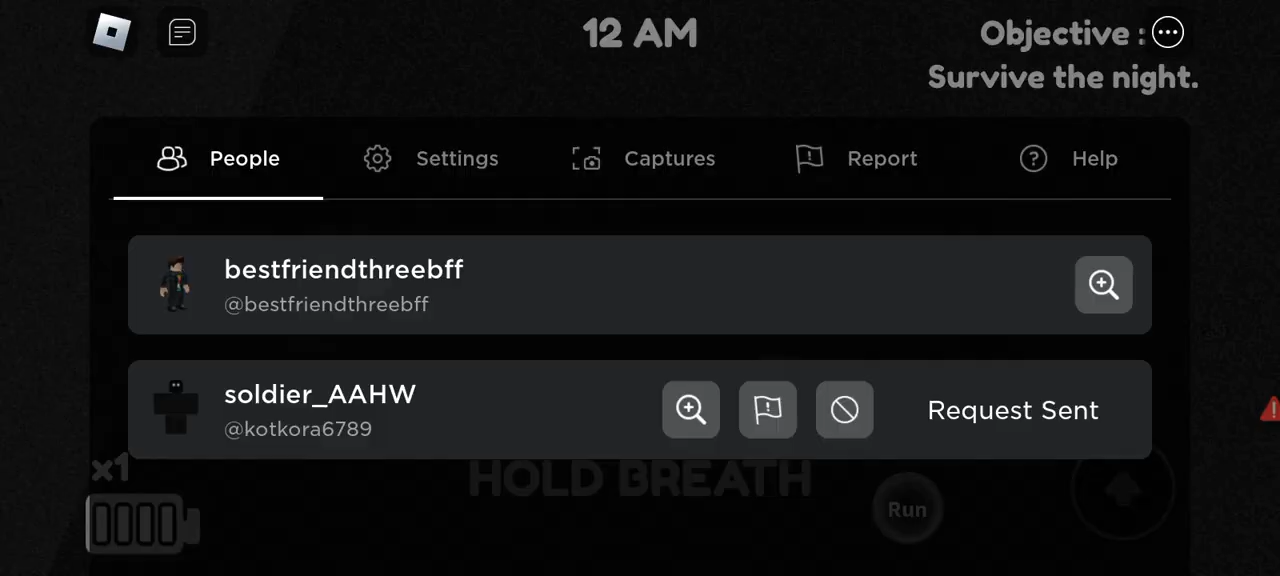 12 AM
Objective :
Survive the night.
People
Settings
Captures
Report
Help
bestfriendthreebff
@bestfriendthreebff
soldier_AAHW
@kotkora6789
Request Sent
x1
HOLD BREATH
Run